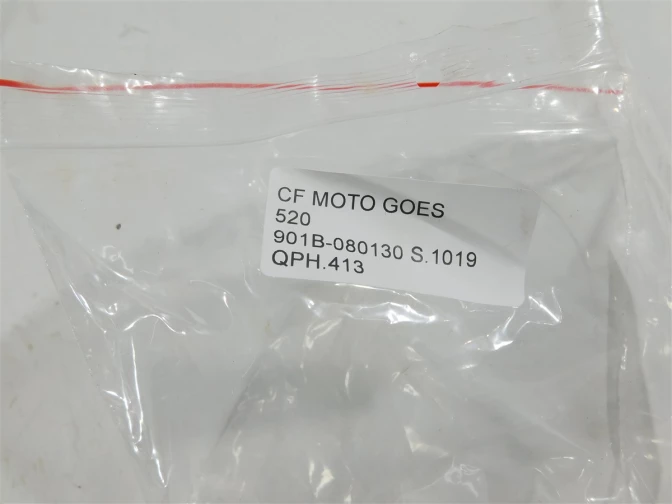 CF MOTO GOES
520
901B-080130 S.1019
QPH.413